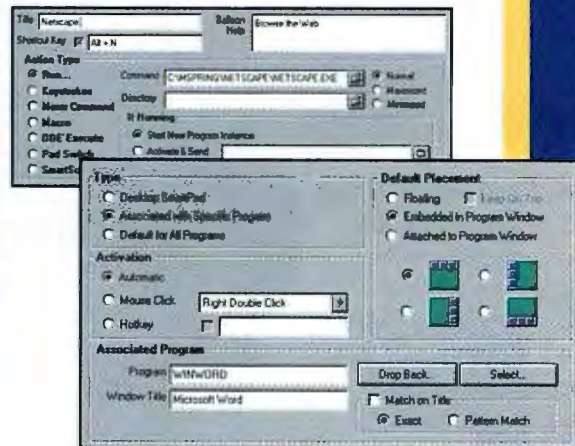 Title Netscape
Balloon Help Browse the Web
Shortcut Key Alt + N
Action Type
Run...
Keystrokes
Menu Command
Macro
DDE Execute
Pad Switch
Command C:\MSPRING\NETSCAPE\NETSCAPE.EXE
Directory
Normal
Maximized
Minimized
If Running
Start New Program Instance
Activate & Send
Type
Desktop SmartPad
Associated with Specific Program
Default for All Programs
Activation
Automatic
Mouse Click Right Double Click
Hotkey
Default Placement
Floating Keep On Top
Embedded in Program Window
Attached to Program Window
Associated Program
Program WINWORD
Drop Back... Select...
Window Title Microsoft Word
Match on Title
Exact Pattern Match